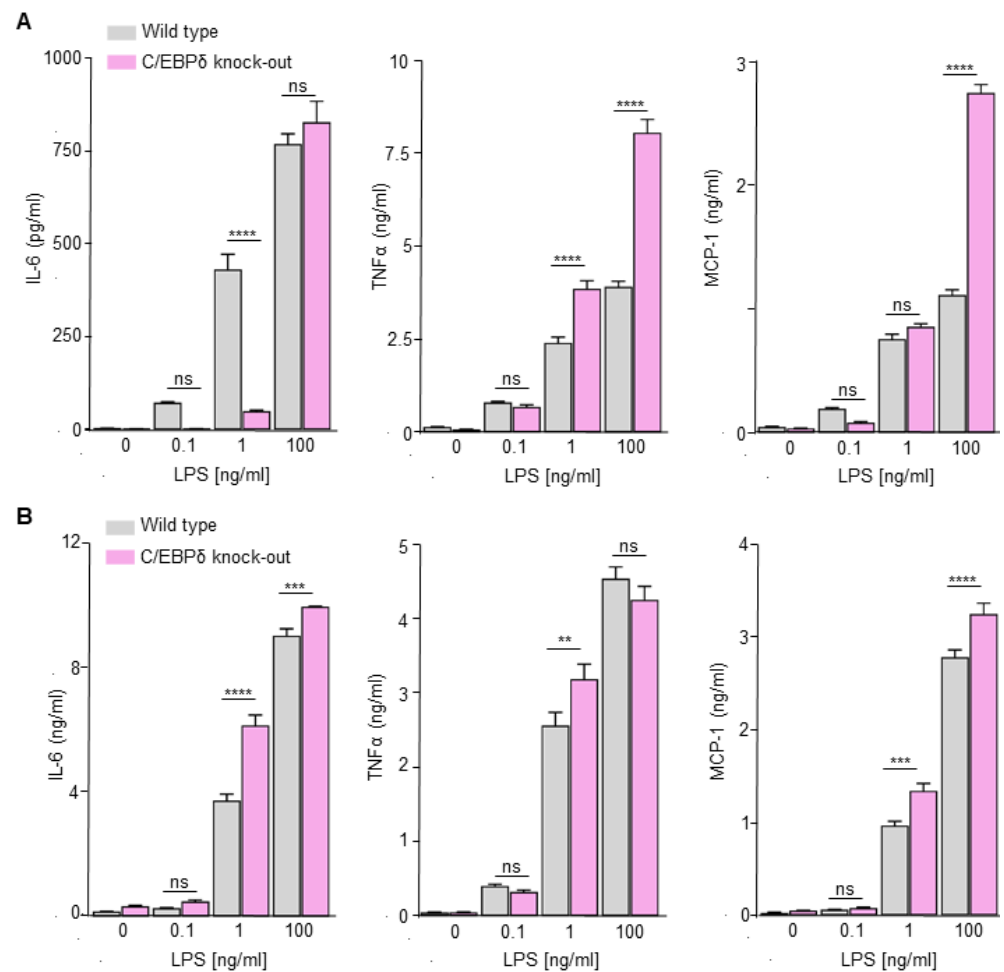 A
Wild type
C/EBPδ knock-out
1000
750
500
250
0
IL-6 (pg/ml)
ns
****
ns
0 0.1 1 100
LPS [ng/ml]
10
7.5
5
2.5
0
TNFα (ng/ml)
ns
****
****
0 0.1 1 100
LPS [ng/ml]
3
2
0
MCP-1 (ng/ml)
ns
ns
****
0 0.1 1 100
LPS [ng/ml]
B
Wild type
C/EBPδ knock-out
12
8
4
0
IL-6 (ng/ml)
ns
****
***
0 0.1 1 100
LPS [ng/ml]
5
4
3
2
1
0
TNFα (ng/ml)
ns
**
ns
0 0.1 1 100
LPS [ng/ml]
4
3
2
1
0
MCP-1 (ng/ml)
ns
***
****
0 0.1 1 100
LPS [ng/ml]